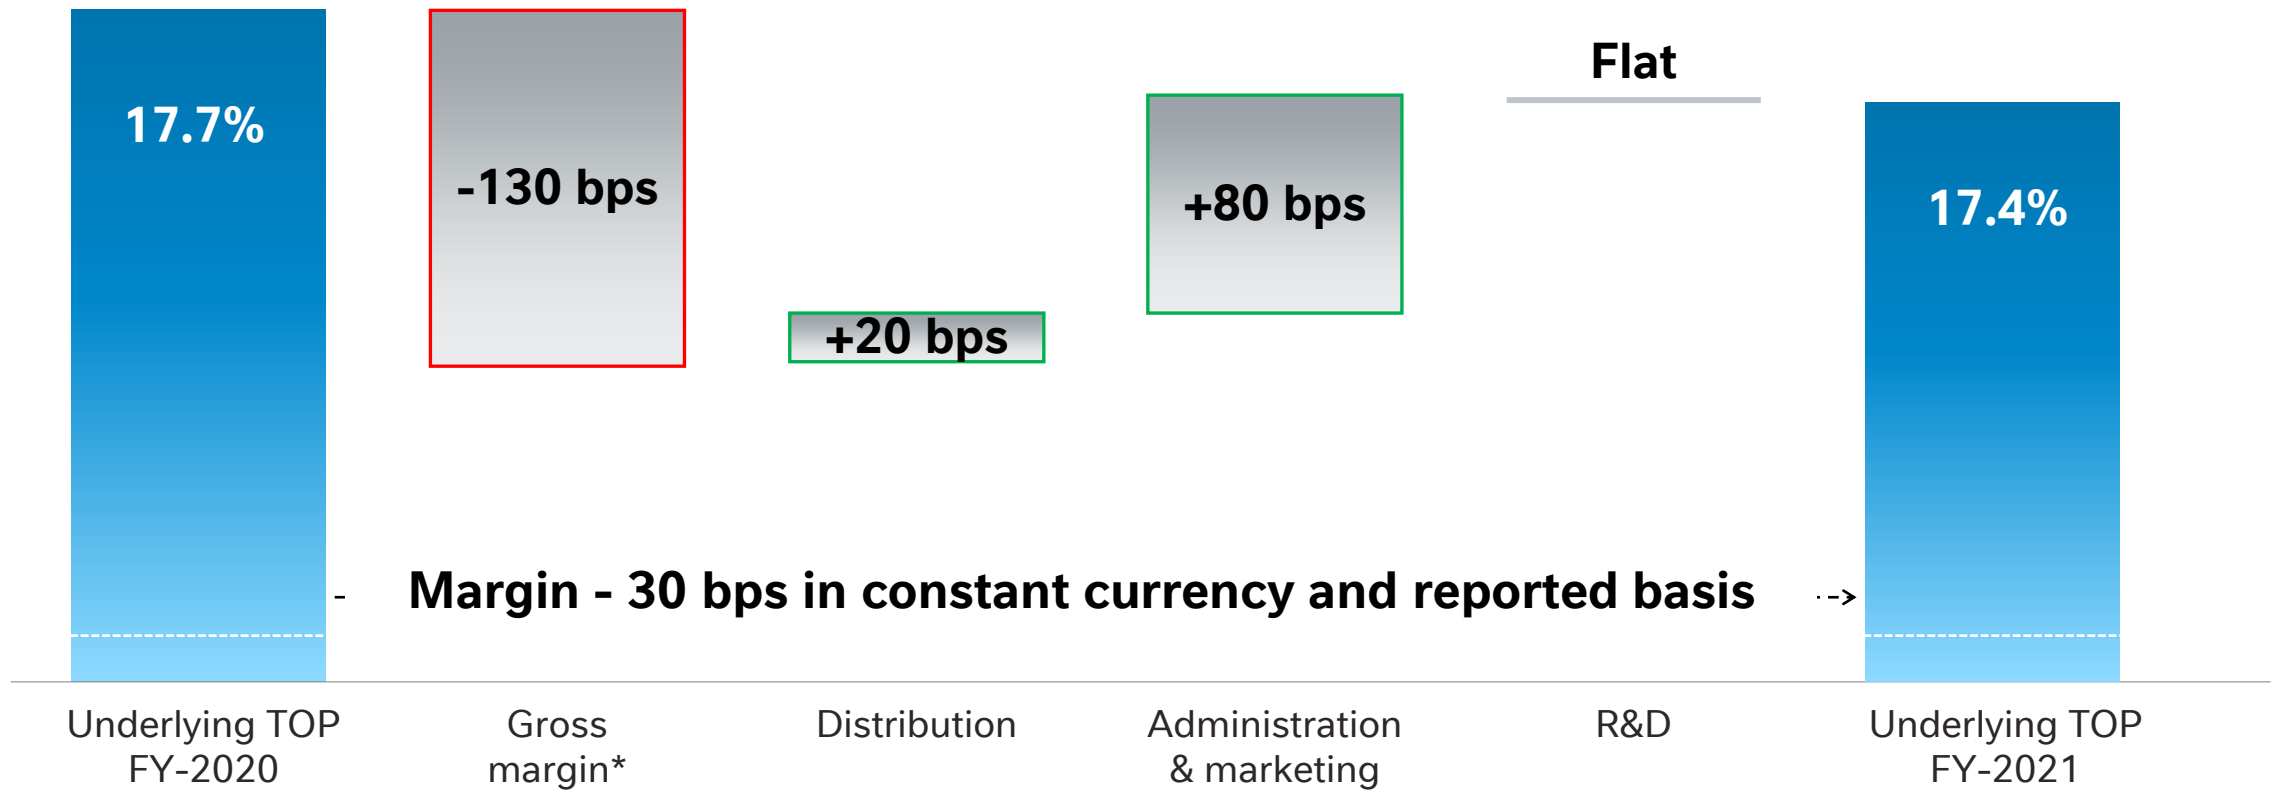 Flat
17.7%
-130 bps
+80 bps
17.4%
+20 bps
Margin - 30 bps in constant currency and reported basis
Underlying TOP
FY-2020
Gross
margin*
Distribution
Administration
& marketing
R&D
Underlying TOP
FY-2021